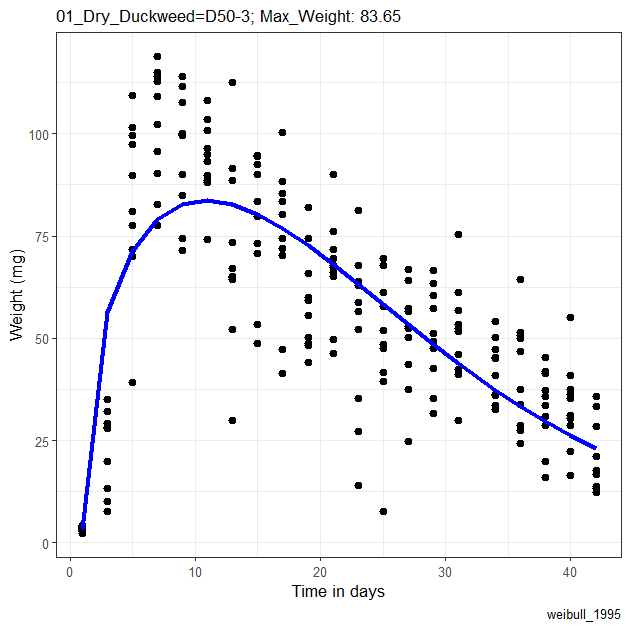 01_Dry_Duckweed=D50-3; Max_Weight: 83.65
100
75
50
25
0
Weight (mg)
0 10 20 30 40
Time in days
weibull_1995